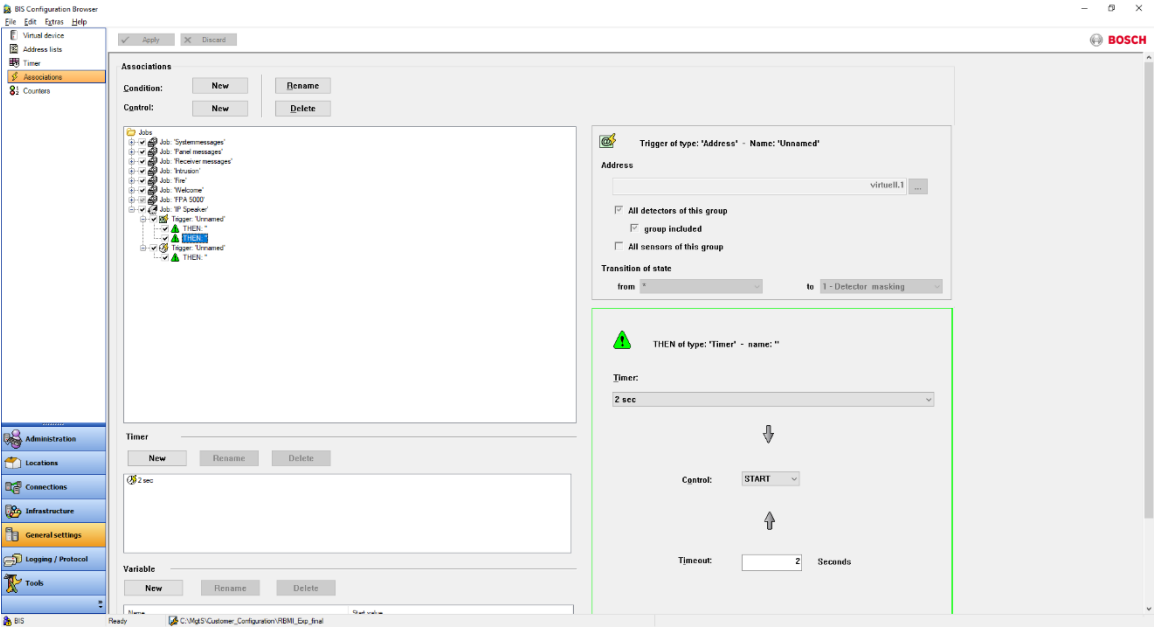 BIS Configuration Browser
File Edit Extras Help
Virtual device
Address lists
Timer
Associations
Counters
Administration
Locations
Connections
Infrastructure
General settings
Logging / Protocol
Tools
Apply Discard
BOSCH
Associations
Condition: New Rename
Control: New Delete
Jobs
Job: 'Systemmessages'
Job: 'Panel messages'
Job: 'Receiver messages'
Job: 'Intrusion'
Job: 'Fire'
Job: 'Welcome'
Job: 'FPA 5000'
Job: 'IP Speaker'
Trigger: 'Unnamed'
THEN: ''
THEN: ''
Trigger: 'Unnamed'
THEN: ''
Timer
New Rename Delete
2 sec
Variable
New Rename Delete
Name Start value
Trigger of type: 'Address' - Name: 'Unnamed'
Address
virtuell.1 ...
All detectors of this group
group included
All sensors of this group
Transition of state
from * to 1 - Detector masking
THEN of type: 'Timer' - name: ''
Timer:
2 sec
Control: START
Timeout: 2 Seconds
BIS Ready C:\MgtS\Customer_Configuration\RBMI_Exp_final